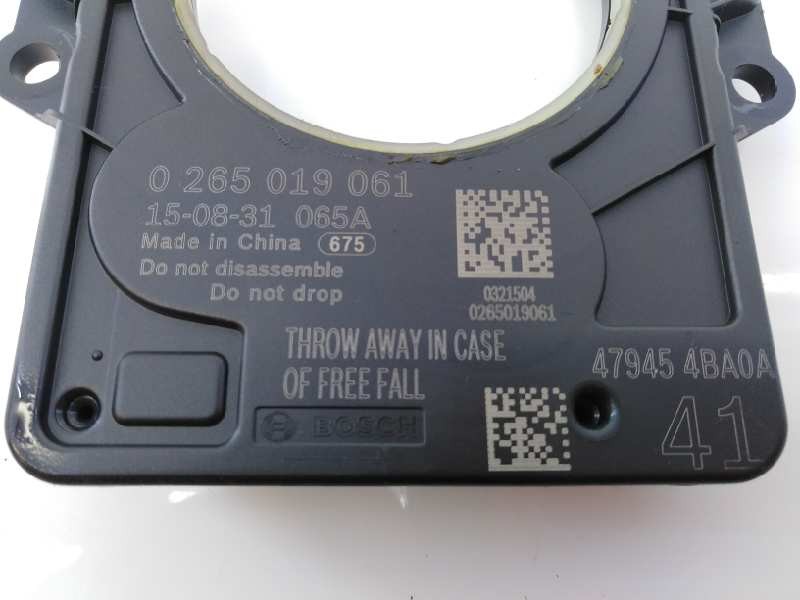 0 265 019 061
15-08-31 065A
Made in China 675
Do not disassemble
Do not drop
0321504
0265019061
THROW AWAY IN CASE
OF FREE FALL
47945 4BA0A
41
BOSCH